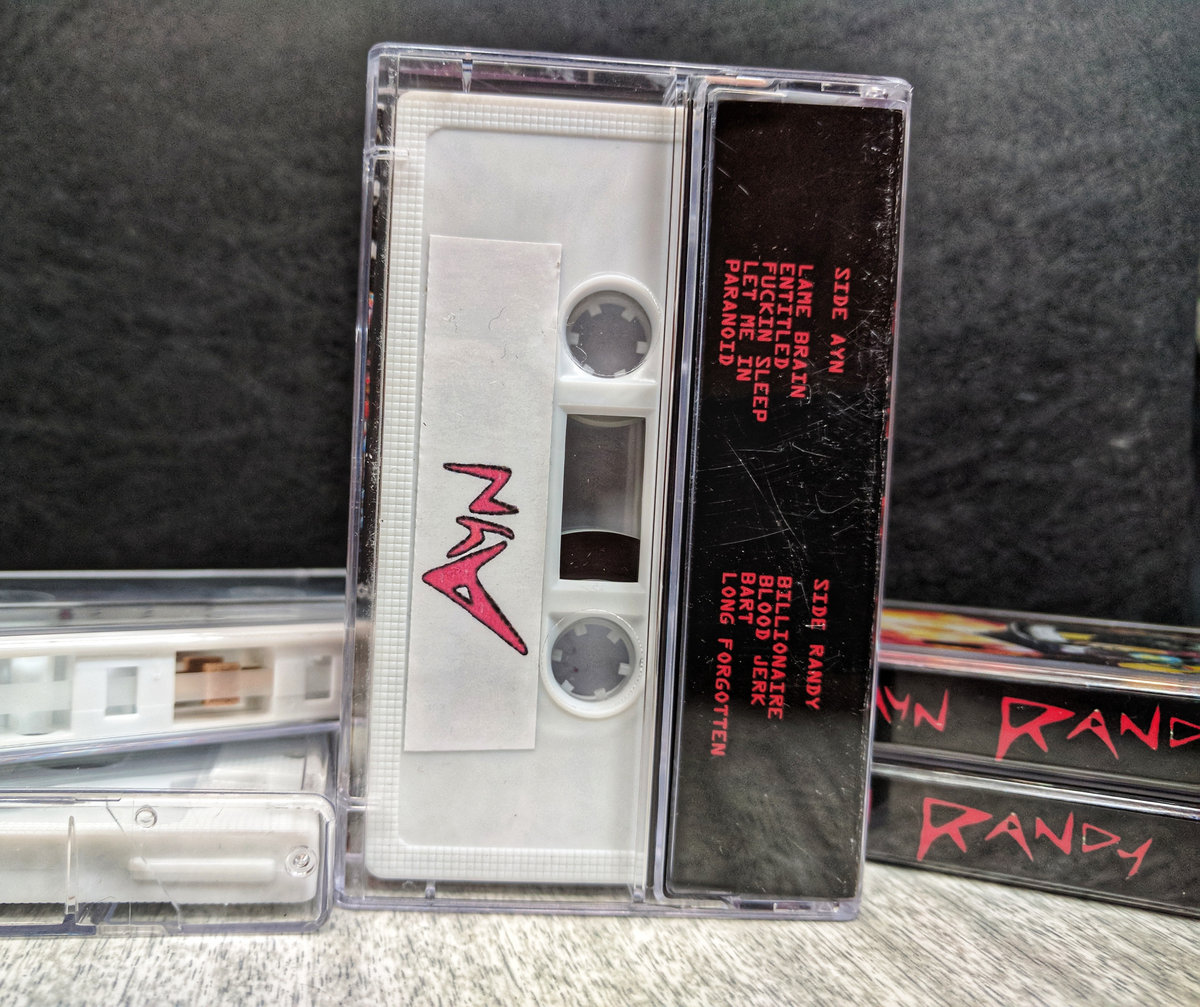 AYN
SIDE AYN
LAME BRAIN
ENTITLED
FUCKIN SLEEP
LET ME IN
PARANOID
SIDE RANDY
BILLIONAIRE
BLOOD JERK
BART
LONG FORGOTTEN
AYN RAND
RANDY